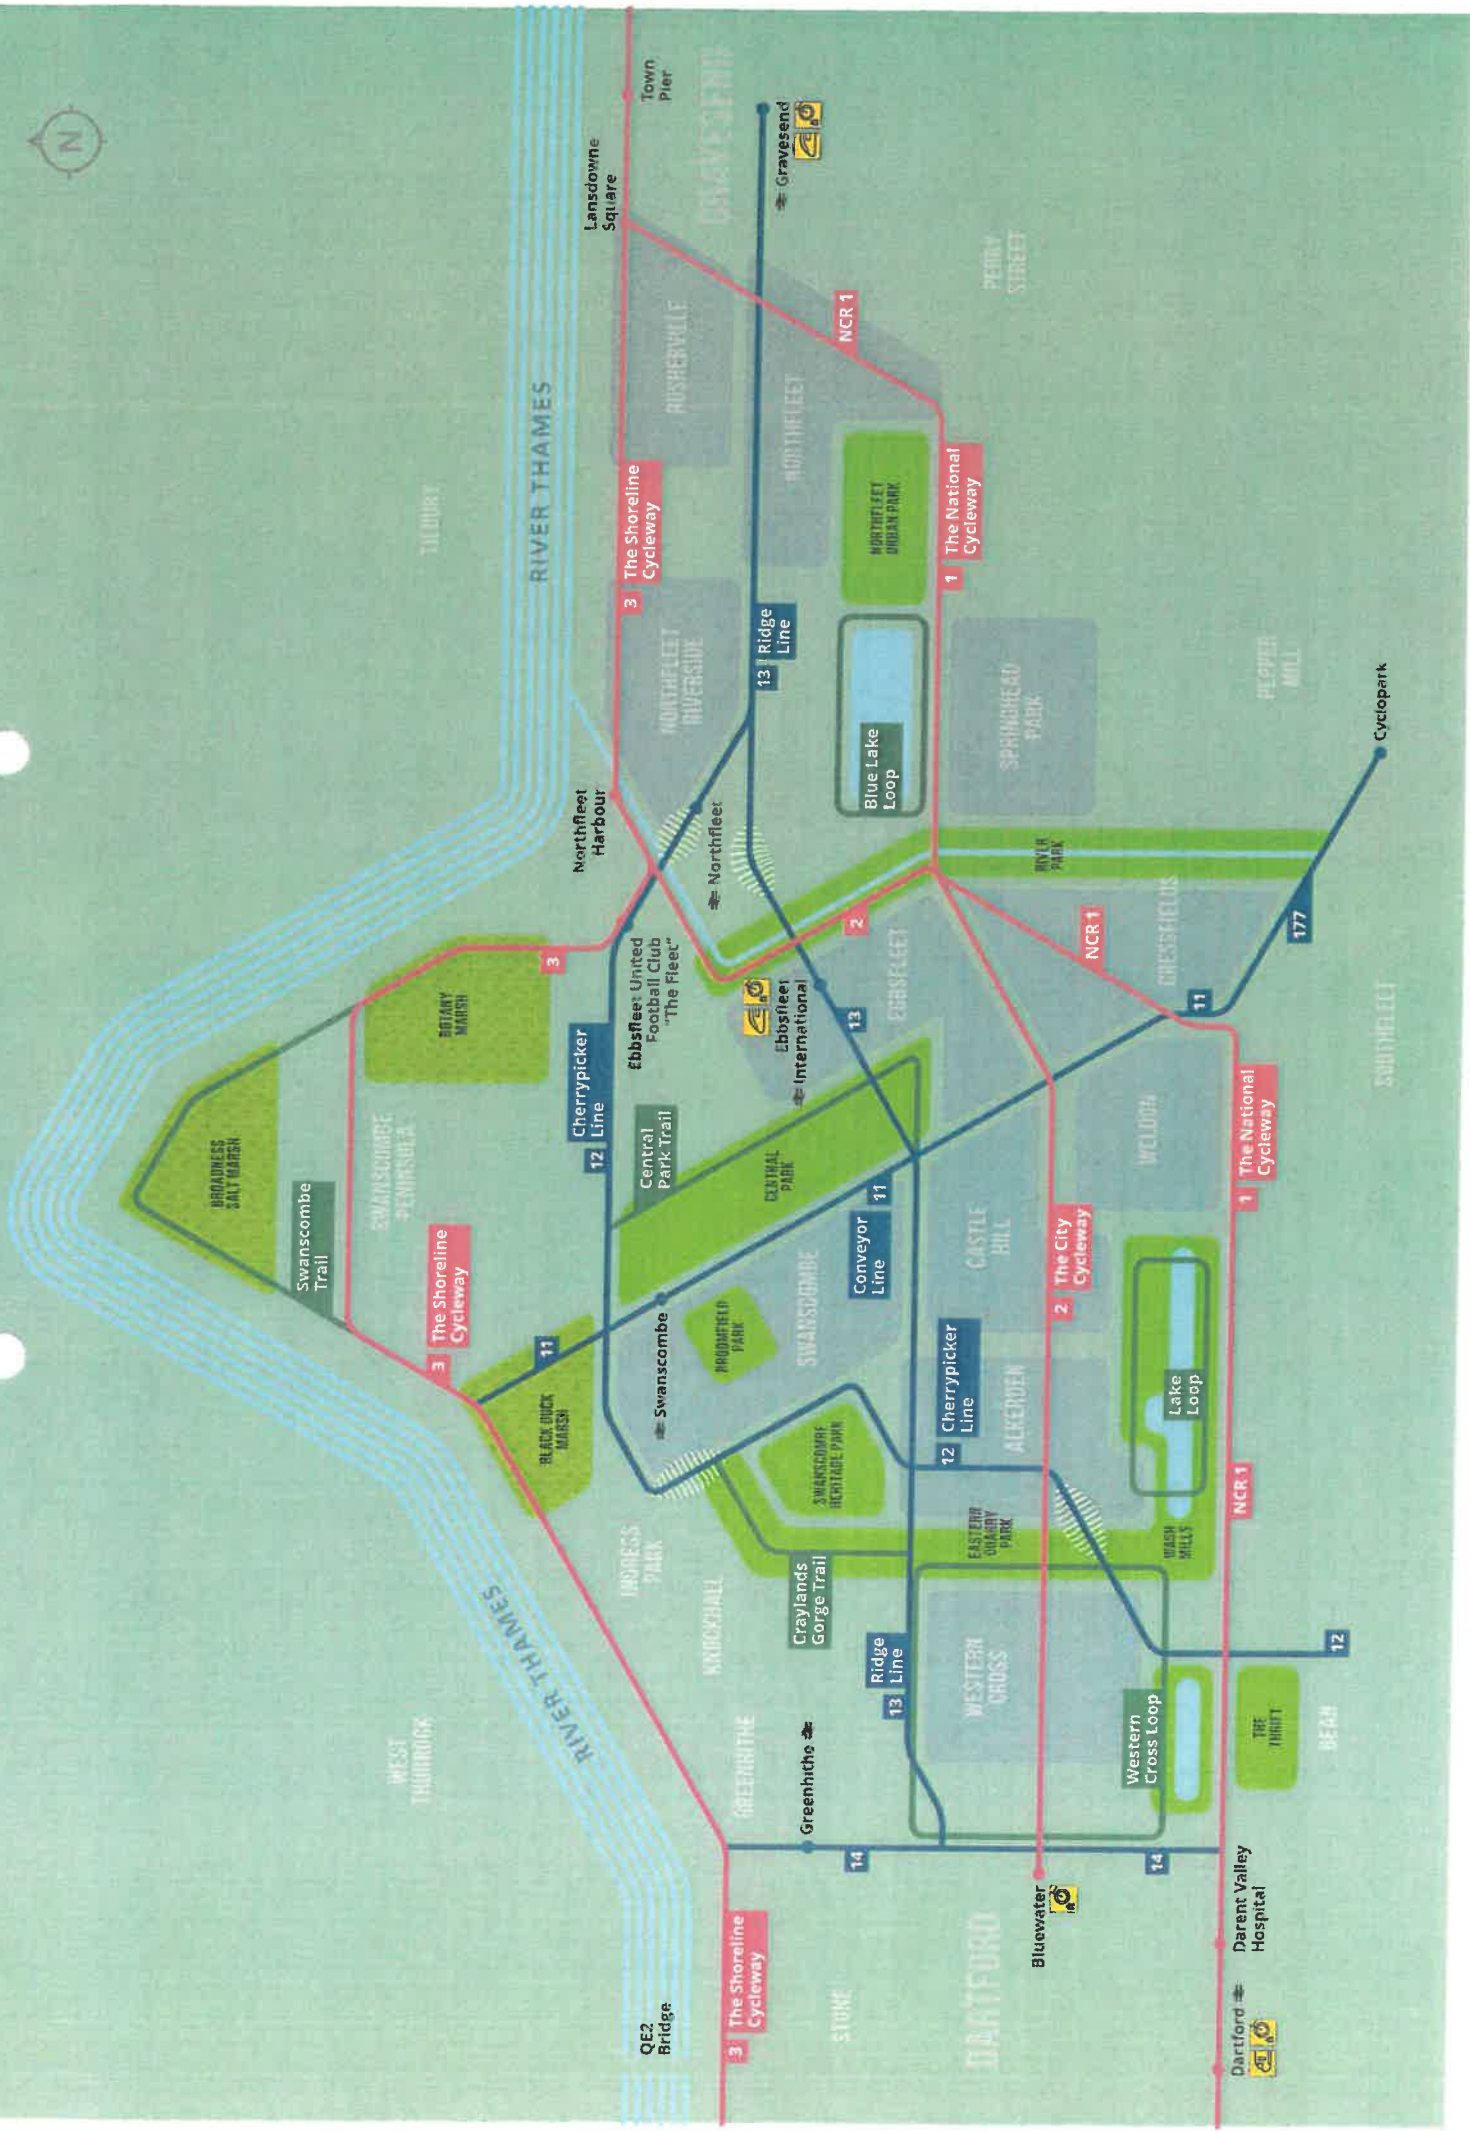 N
TILBURY
WEST
THURROCK
RIVER THAMES
RIVER THAMES
QE2
Bridge
BROADNESS
SALT MARSH
Swanscombe
Trail
SWANSCOMBE
PENINSULA
BOTANY
MARSH
3
The Shoreline
Cycleway
3
BLACK DUCK
MARSH
11
INGRESS
PARK
KNOCKHALL
GREENHITHE
3
The Shoreline
Cycleway
STONE
DARTFORD
Greenhithe
14
14
Bluewater
Dartford
Darent Valley
Hospital
13
Ridge
Line
WESTERN
CROSS
Western
Cross Loop
THE
THRIFT
BEAN
12
Craylands
Gorge Trail
SWANSCOMBE
HERITAGE PARK
EASTERN
QUARRY
PARK
WASH
MILLS
NCR 1
Swanscombe
BROOMFIELD
PARK
SWANSCOMBE
12
Cherrypicker
Line
ACKERDEN
Lake
Loop
2
The City
Cycleway
CASTLE
HILL
Conveyor
Line
11
12
Cherrypicker
Line
Central
Park Trail
CENTRAL
PARK
WELDON
1
The National
Cycleway
Ebbsfleet United
Football Club
"The Fleet"
Ebbsfleet
International
13
EBBSFLEET
2
NCR 1
11
CRESSFIELDS
177
SOUTHFLEET
Northfleet
Harbour
Northfleet
RIVER
PARK
Cyclopark
NORTHFLEET
RIVERSIDE
3
The Shoreline
Cycleway
13
Ridge
Line
Blue Lake
Loop
SPRINGHEAD
PARK
PEPPER
MILL
NORTHFLEET
URBAN PARK
1
The National
Cycleway
ROSHERVILLE
NORTHFLEET
NCR 1
PERRY
STREET
Lansdowne
Square
Town
Pier
GRAVESEND
Gravesend